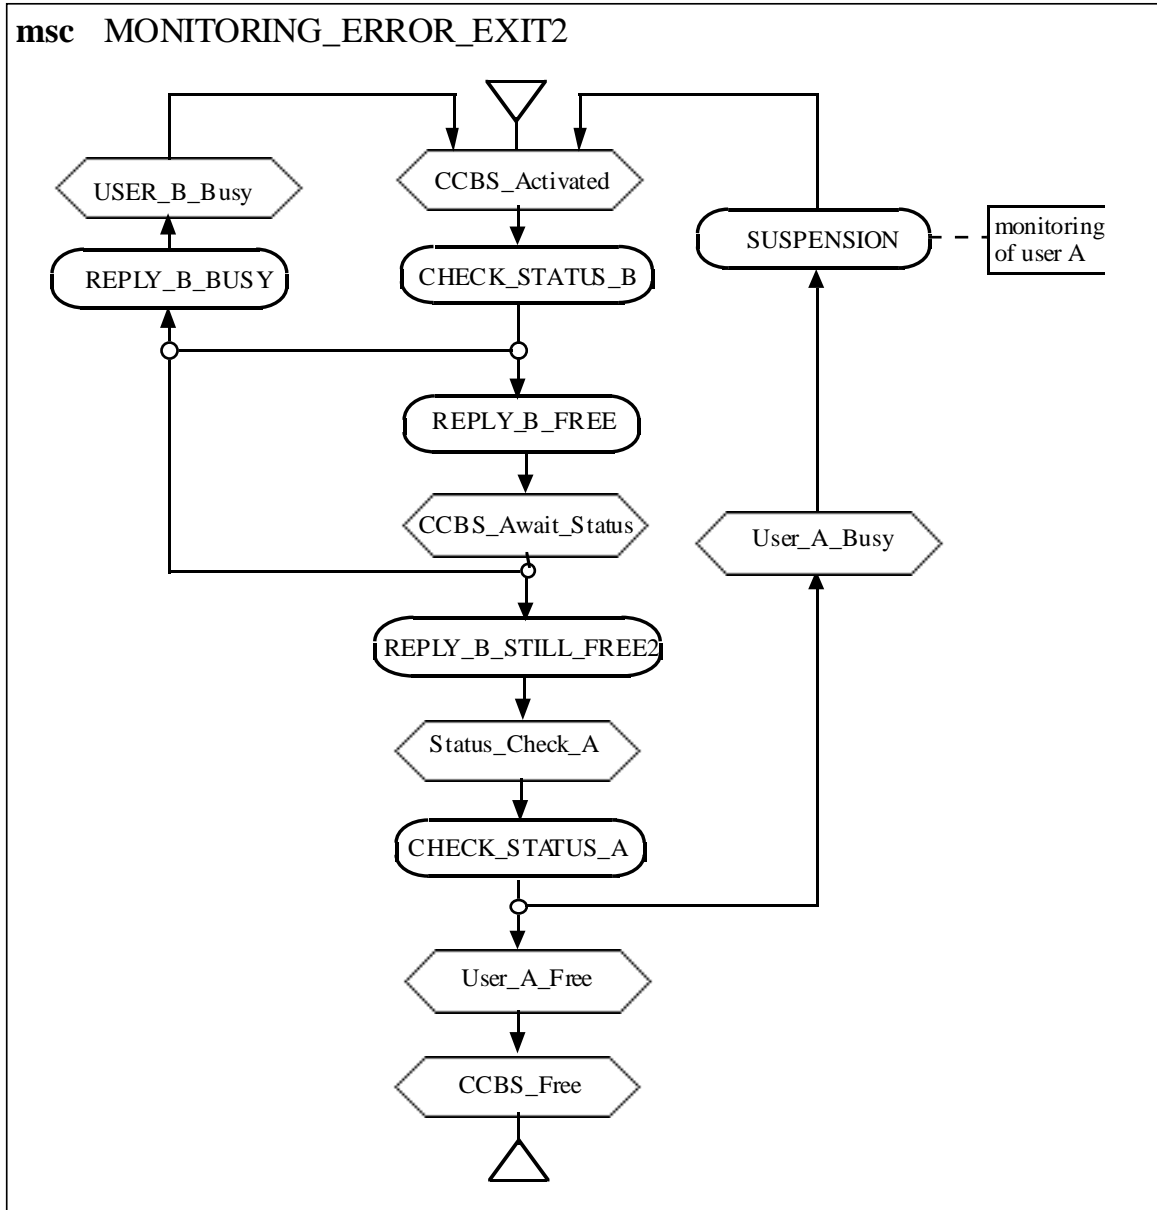 msc MONITORING_ERROR_EXIT2
USER_B_Busy
CCBS_Activated
SUSPENSION
monitoring
of user A
REPLY_B_BUSY
CHECK_STATUS_B
REPLY_B_FREE
CCBS_Await_Status
User_A_Busy
REPLY_B_STILL_FREE2
Status_Check_A
CHECK_STATUS_A
User_A_Free
CCBS_Free